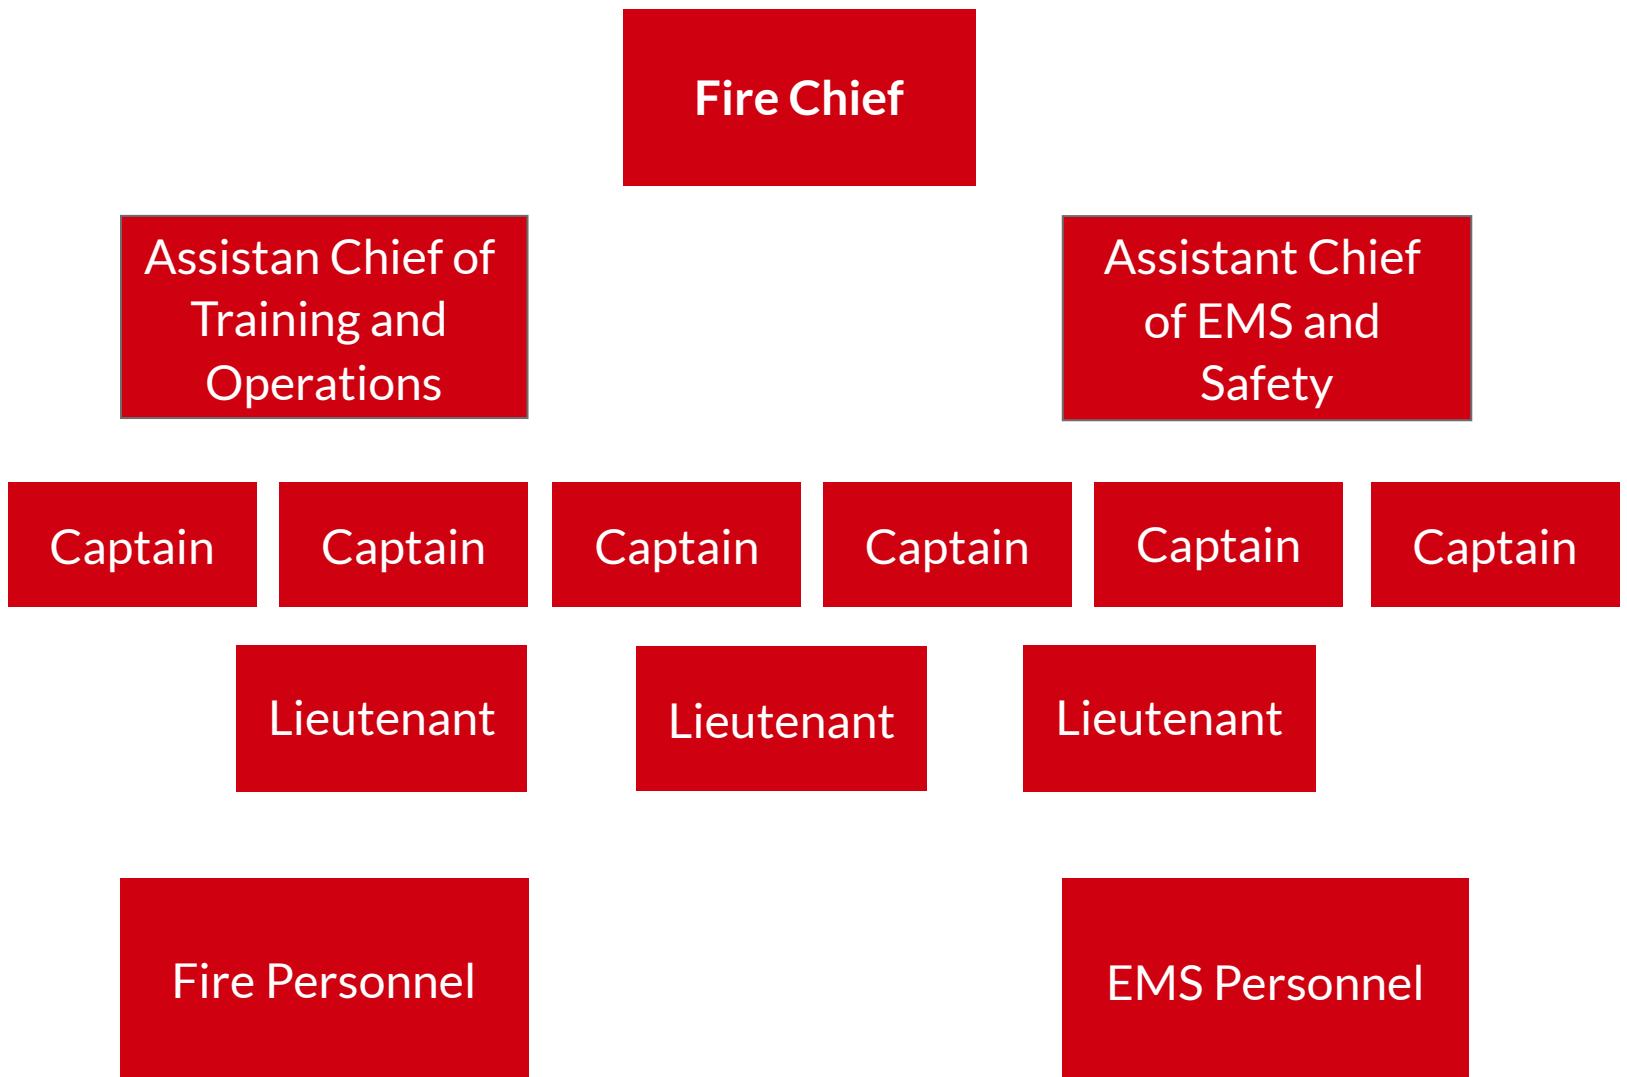 Fire Chief
Assistan Chief of
Training and
Operations
Assistant Chief
of EMS and
Safety
Captain
Captain
Captain
Captain
Captain
Captain
Lieutenant
Lieutenant
Lieutenant
Fire Personnel
EMS Personnel